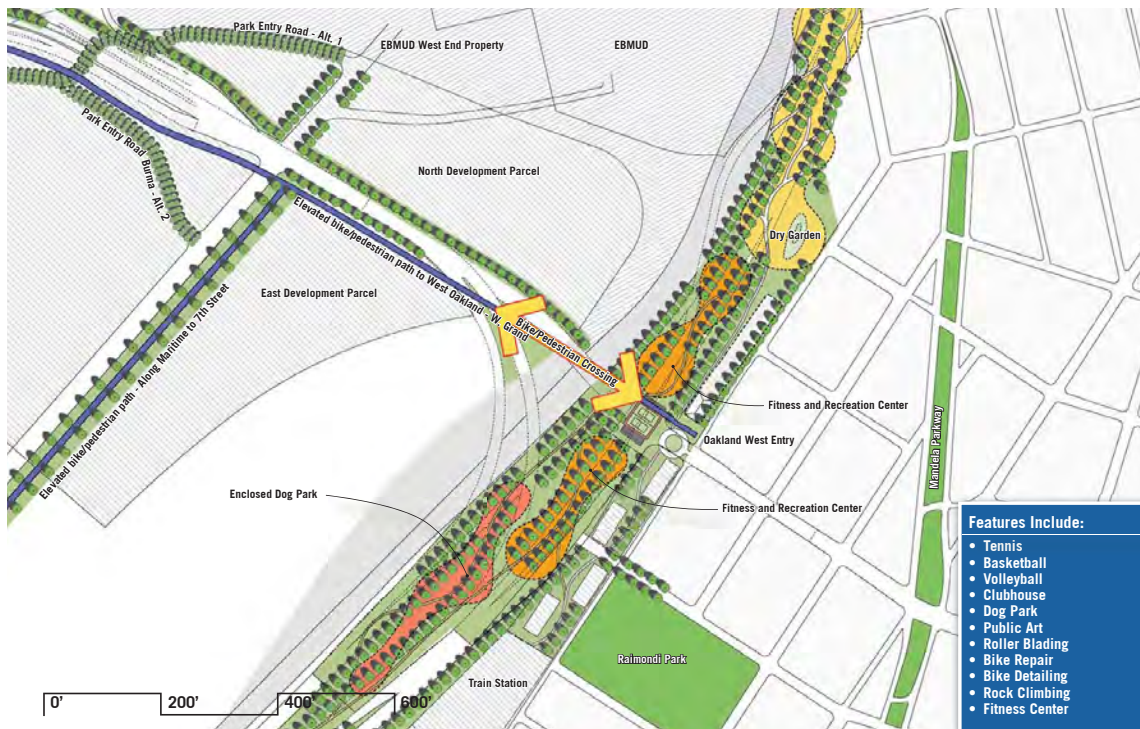 Park Entry Road - Alt. 1
EBMUD West End Property
EBMUD
Park Entry Road Burma - Alt. 2
North Development Parcel
Elevated bike/pedestrian path to West Oakland - W. Grand
Dry Garden
East Development Parcel
Bike/Pedestrian Crossing
Elevated bike/pedestrian path - Along Maritime to 7th Street
Fitness and Recreation Center
Oakland West Entry
Mandela Parkway
Enclosed Dog Park
Fitness and Recreation Center
Features Include:
• Tennis
• Basketball
• Volleyball
• Clubhouse
• Dog Park
• Public Art
• Roller Blading
• Bike Repair
• Bike Detailing
• Rock Climbing
• Fitness Center
Raimondi Park
Train Station
0' 200' 400' 600'